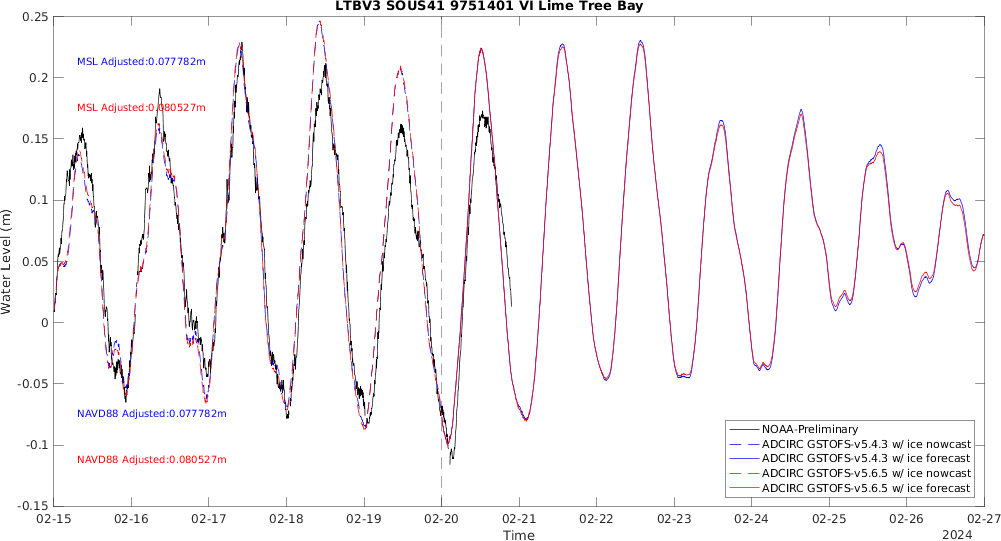 LTBV3 SOUS41 9751401 VI Lime Tree Bay
0.25
0.2
0.15
0.1
0.05
0
-0.05
-0.1
-0.15
Water Level (m)
MSL Adjusted:0.077782m
MSL Adjusted:0.080527m
NAVD88 Adjusted:0.077782m
NAVD88 Adjusted:0.080527m
NOAA-Preliminary
ADCIRC GSTOFS-v5.4.3 w/ ice nowcast
ADCIRC GSTOFS-v5.4.3 w/ ice forecast
ADCIRC GSTOFS-v5.6.5 w/ ice nowcast
ADCIRC GSTOFS-v5.6.5 w/ ice forecast
02-15 02-16 02-17 02-18 02-19 02-20 02-21 02-22 02-23 02-24 02-25 02-26 02-27
Time
2024